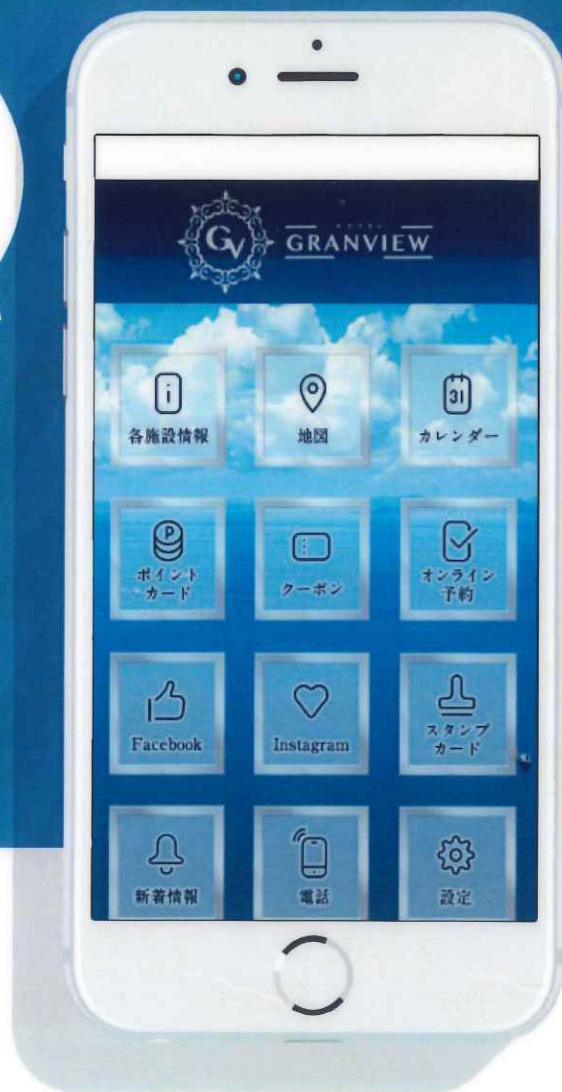 GV
HOTEL
GRANVIEW
i
各施設情報
地図
31
カレンダー
P
ポイント
カード
クーポン
オンライン
予約
Facebook
Instagram
スタンプ
カード
新着情報
電話
設定